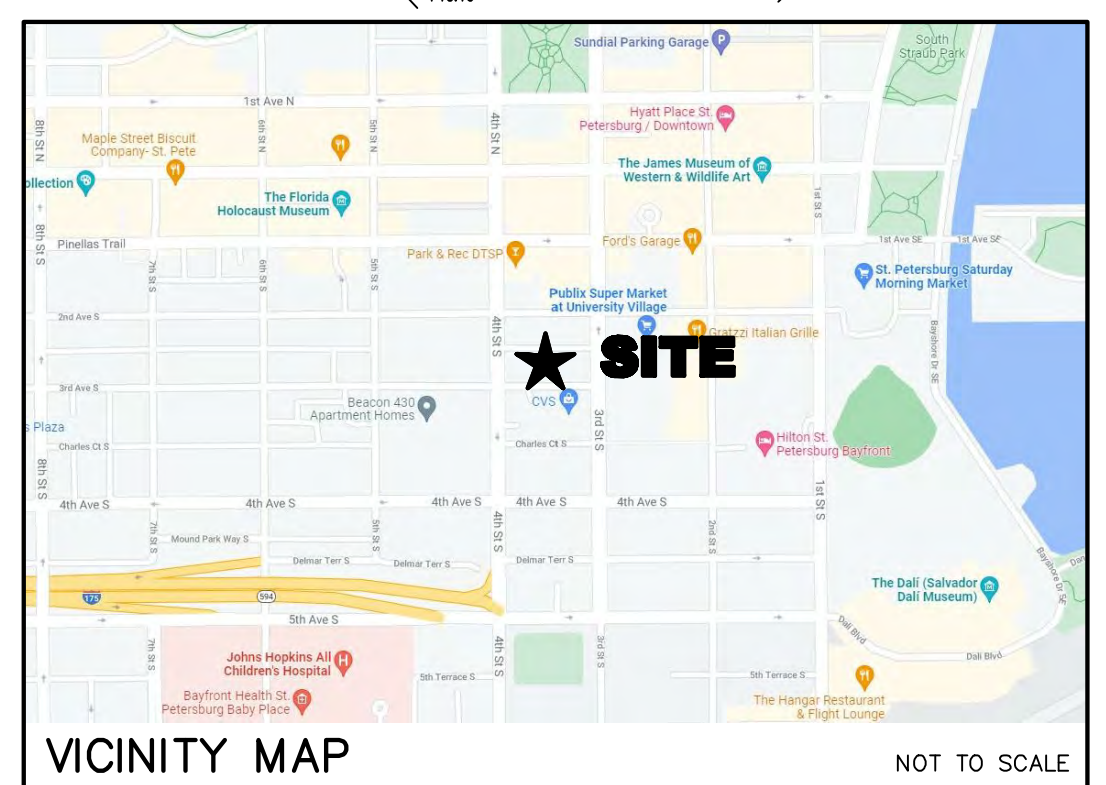 Sundial Parking Garage
South
Straub Park
1st Ave N
8th St N
6th St N
5th St N
4th St N
Hyatt Place St.
Petersburg / Downtown
Maple Street Biscuit
Company- St. Pete
ollection
The James Museum of
Western & Wildlife Art
The Florida
Holocaust Museum
1st St S
8th St S
Pinellas Trail
Park & Rec DTSP
Ford's Garage
1st Ave SE
1st Ave SE
7th St S
6th St S
5th St S
St. Petersburg Saturday
Morning Market
Publix Super Market
at University Village
2nd Ave S
4th St S
Gratzzi Italian Grille
SITE
Bayshore Dr SE
3rd Ave S
Beacon 430
Apartment Homes
CVS
3rd St S
s Plaza
Charles Ct S
Charles Ct S
Hilton St.
Petersburg Bayfront
8th St S
1st St S
4th Ave S
4th Ave S
4th Ave S
4th Ave S
4th Ave S
7th St S
Mound Park Way S
5th St S
4th St S
2nd St S
Delmar Terr S
Delmar Terr S
Delmar Terr S
Bayshore Dr SE
Dan
175
594
The Dalí (Salvador
Dalí Museum)
5th Ave S
Dalí Blvd
Dalí Blvd
7th St S
4th St S
3rd St S
Johns Hopkins All
Children's Hospital
5th Terrace S
5th Terrace S
Bayfront Health St.
Petersburg Baby Place
The Hangar Restaurant
& Flight Lounge
VICINITY MAP
NOT TO SCALE